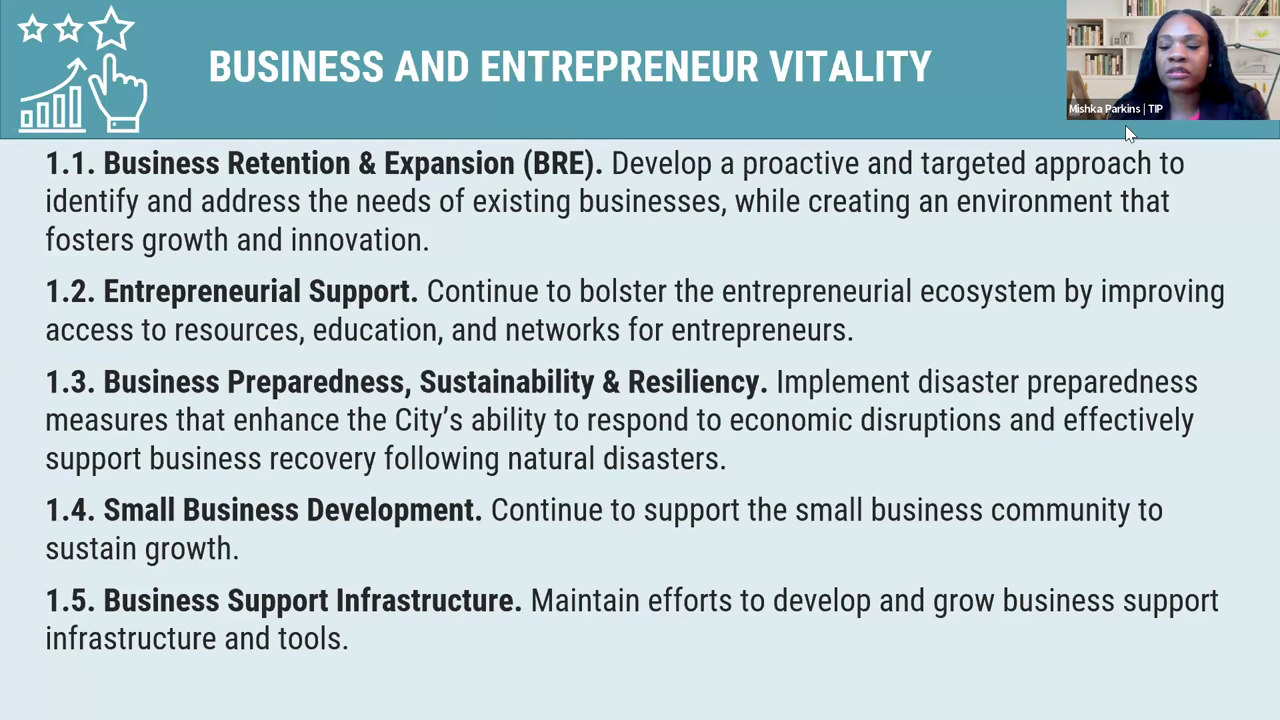 BUSINESS AND ENTREPRENEUR VITALITY
Mishka Parkins | TIP
1.1. Business Retention & Expansion (BRE). Develop a proactive and targeted approach to
identify and address the needs of existing businesses, while creating an environment that
fosters growth and innovation.
1.2. Entrepreneurial Support. Continue to bolster the entrepreneurial ecosystem by improving
access to resources, education, and networks for entrepreneurs.
1.3. Business Preparedness, Sustainability & Resiliency. Implement disaster preparedness
measures that enhance the City’s ability to respond to economic disruptions and effectively
support business recovery following natural disasters.
1.4. Small Business Development. Continue to support the small business community to
sustain growth.
1.5. Business Support Infrastructure. Maintain efforts to develop and grow business support
infrastructure and tools.